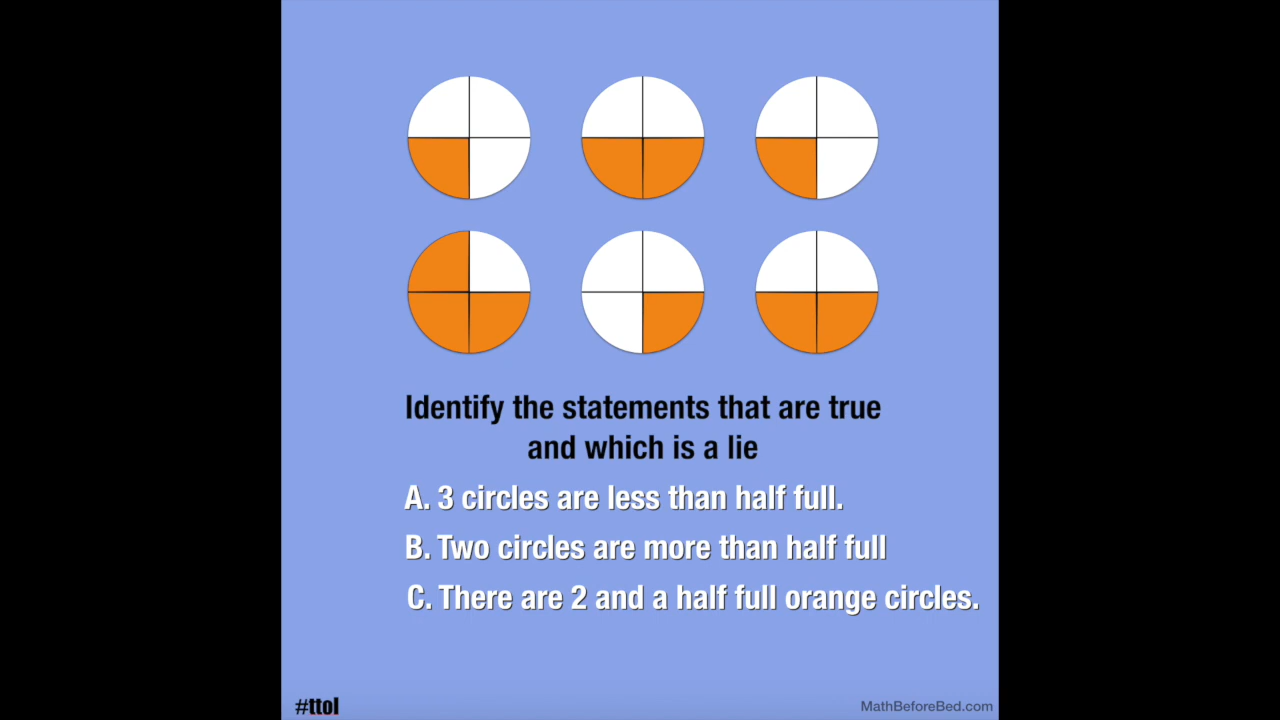 Identify the statements that are true
and which is a lie
A. 3 circles are less than half full.
B. Two circles are more than half full
C. There are 2 and a half full orange circles.
#ttol
MathBeforeBed.com